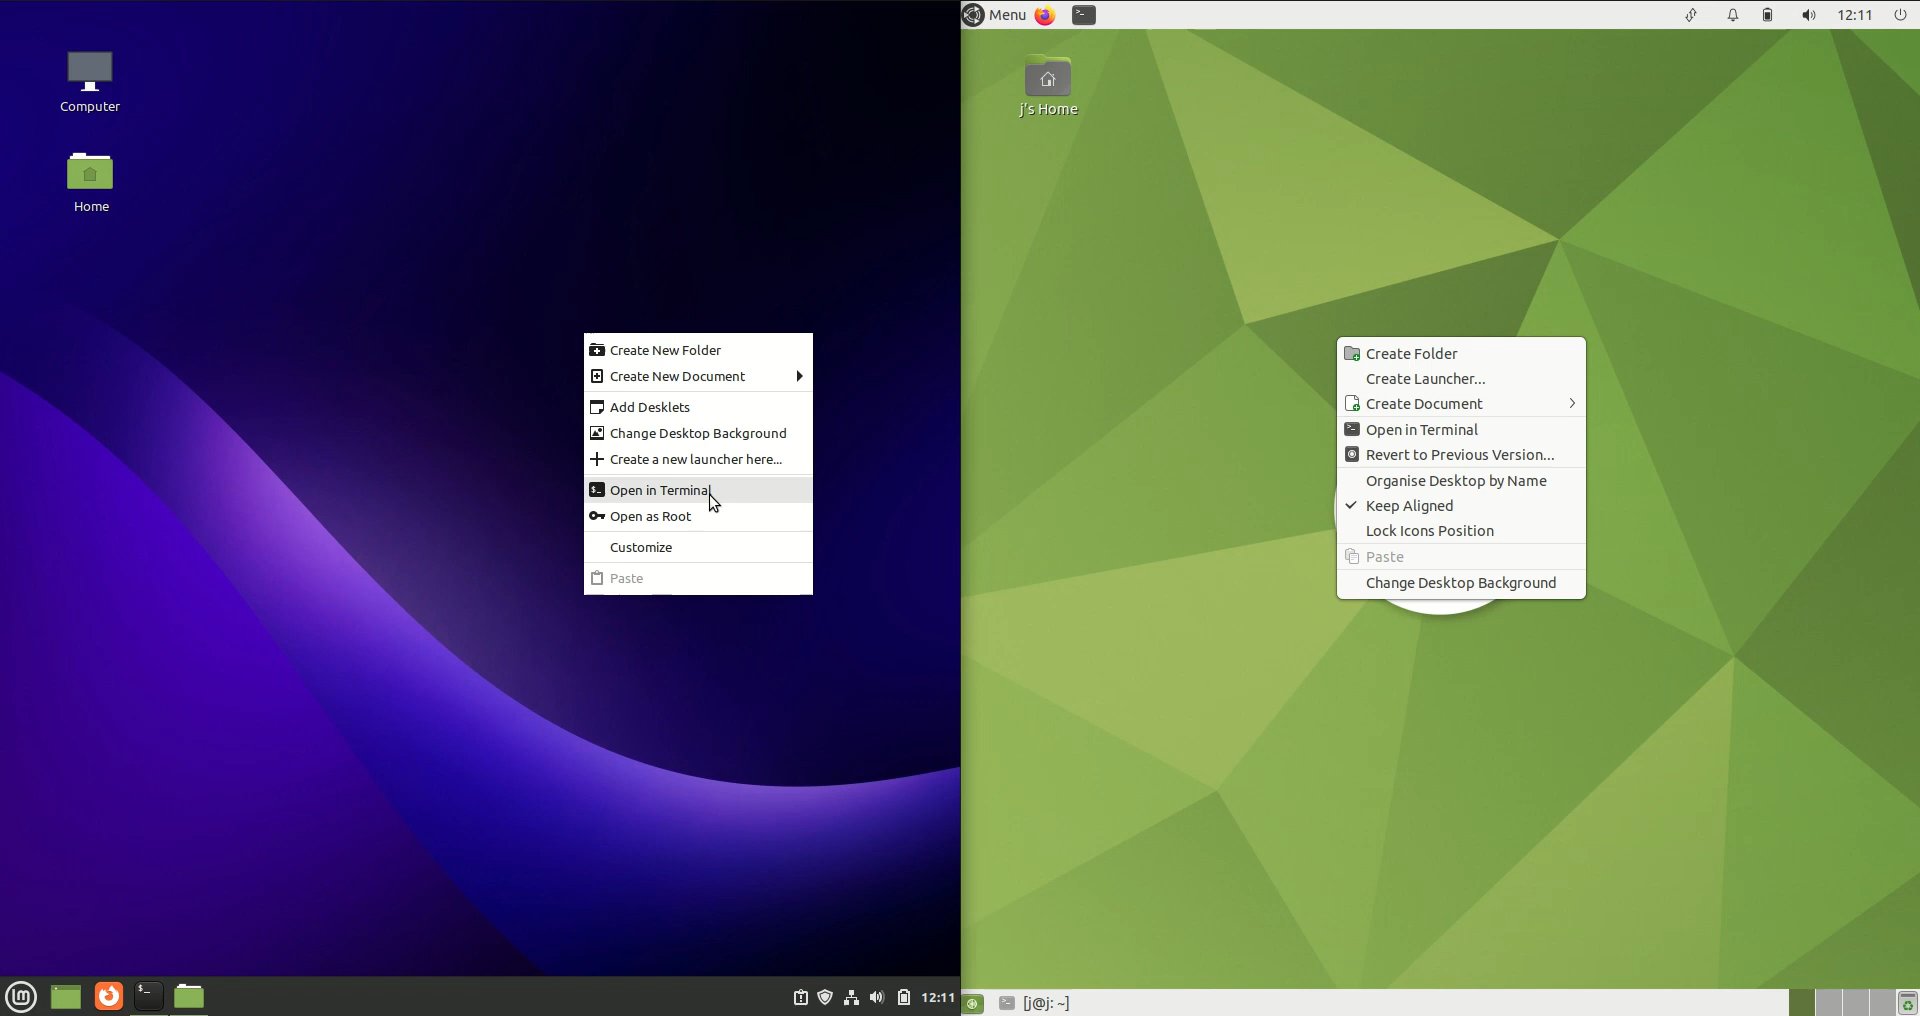 Computer
Home
Create New Folder
Create New Document
Add Desklets
Change Desktop Background
Create a new launcher here...
Open in Terminal
Open as Root
Customize
Paste
12:11
Menu
12:11
j's Home
Create Folder
Create Launcher...
Create Document
Open in Terminal
Revert to Previous Version...
Organise Desktop by Name
Keep Aligned
Lock Icons Position
Paste
Change Desktop Background
[j@j: ~]